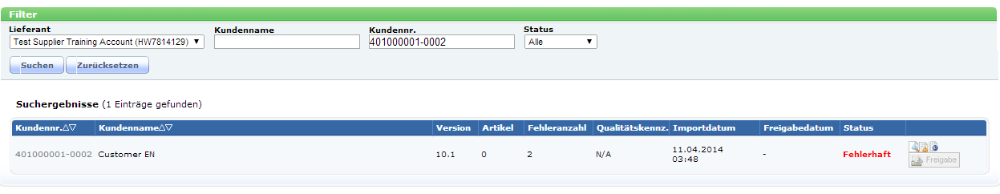 Filter
Lieferant Kundenname Kundennr. Status
Test Supplier Training Account (HW7814129) 401000001-0002 Alle
Suchen Zurücksetzen
Suchergebnisse (1 Einträge gefunden)
Kundennr. Kundenname Version Artikel Fehleranzahl Qualitätskennz. Importdatum Freigabedatum Status
401000001-0002 Customer EN 10.1 0 2 N/A 11.04.2014 03:48 - Fehlerhaft
Freigabe